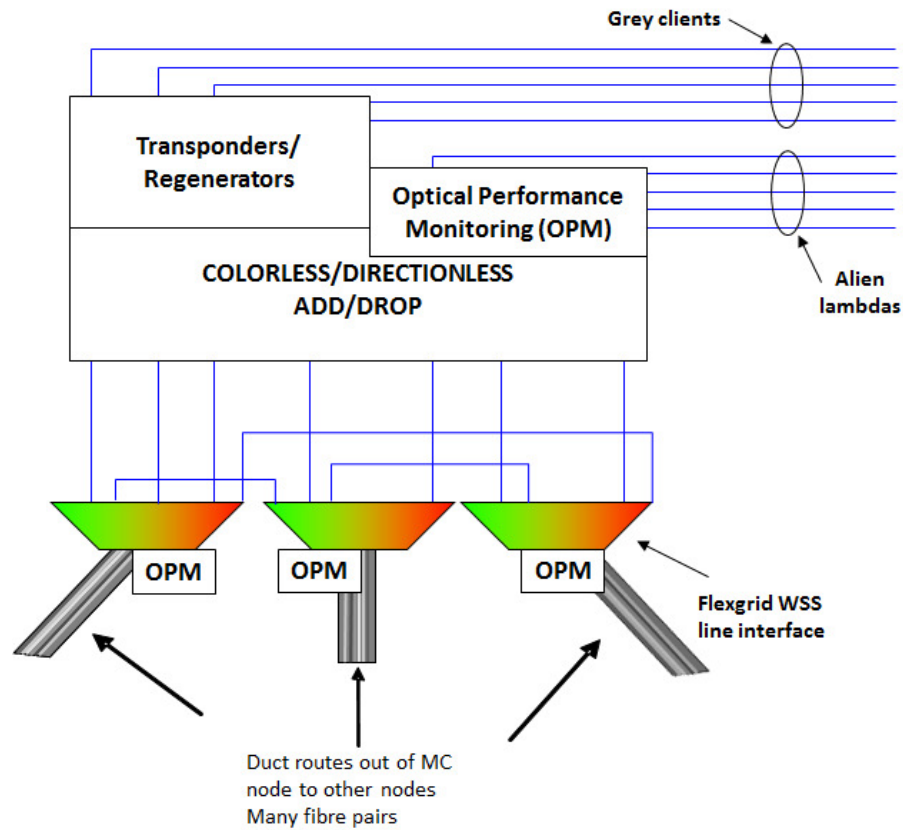 Grey clients
Transponders/
Regenerators
Optical Performance
Monitoring (OPM)
COLORLESS/DIRECTIONLESS
ADD/DROP
Alien
lambdas
OPM
OPM
OPM
Flexgrid WSS
line interface
Duct routes out of MC
node to other nodes
Many fibre pairs